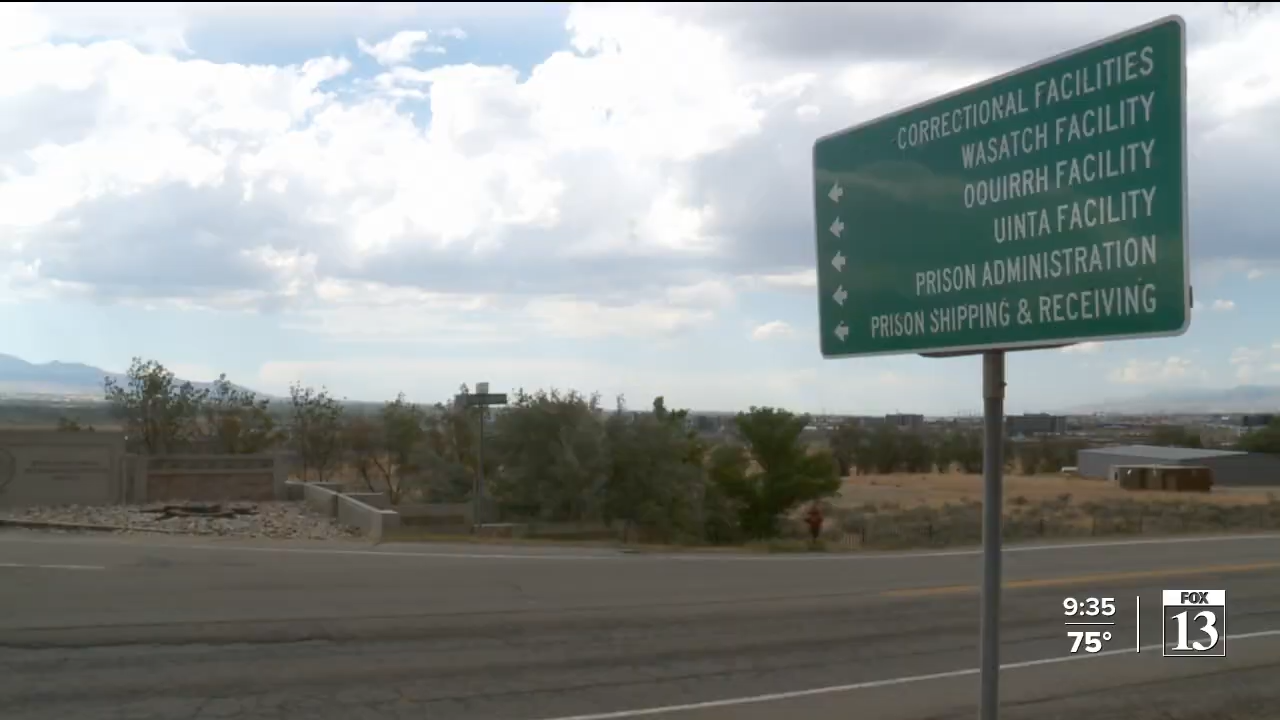 CORRECTIONAL FACILITIES
WASATCH FACILITY
OQUIRRH FACILITY
UINTA FACILITY
PRISON ADMINISTRATION
PRISON SHIPPING & RECEIVING
9:35
75°
FOX
13